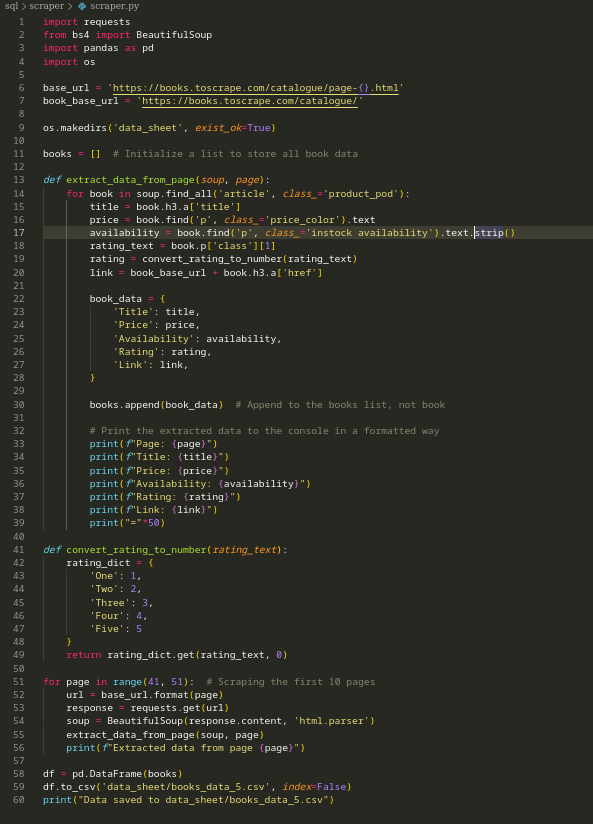 sql > scraper > scraper.py
1 import requests
2 from bs4 import BeautifulSoup
3 import pandas as pd
4 import os
5
6 base_url = 'https://books.toscrape.com/catalogue/page-{}.html'
7 book_base_url = 'https://books.toscrape.com/catalogue/'
8
9 os.makedirs('data_sheet', exist_ok=True)
10
11 books = []  # Initialize a list to store all book data
12
13 def extract_data_from_page(soup, page):
14     for book in soup.find_all('article', class_='product_pod'):
15         title = book.h3.a['title']
16         price = book.find('p', class_='price_color').text
17         availability = book.find('p', class_='instock availability').text.strip()
18         rating_text = book.p['class'][1]
19         rating = convert_rating_to_number(rating_text)
20         link = book_base_url + book.h3.a['href']
21
22         book_data = {
23             'Title': title,
24             'Price': price,
25             'Availability': availability,
26             'Rating': rating,
27             'Link': link,
28         }
29
30         books.append(book_data)  # Append to the books list, not book
31
32         # Print the extracted data to the console in a formatted way
33         print(f"Page: {page}")
34         print(f"Title: {title}")
35         print(f"Price: {price}")
36         print(f"Availability: {availability}")
37         print(f"Rating: {rating}")
38         print(f"Link: {link}")
39         print("="*50)
40
41 def convert_rating_to_number(rating_text):
42     rating_dict = {
43         'One': 1,
44         'Two': 2,
45         'Three': 3,
46         'Four': 4,
47         'Five': 5
48     }
49     return rating_dict.get(rating_text, 0)
50
51 for page in range(41, 51):  # Scraping the first 10 pages
52     url = base_url.format(page)
53     response = requests.get(url)
54     soup = BeautifulSoup(response.content, 'html.parser')
55     extract_data_from_page(soup, page)
56     print(f"Extracted data from page {page}")
57
58 df = pd.DataFrame(books)
59 df.to_csv('data_sheet/books_data_5.csv', index=False)
60 print("Data saved to data_sheet/books_data_5.csv")